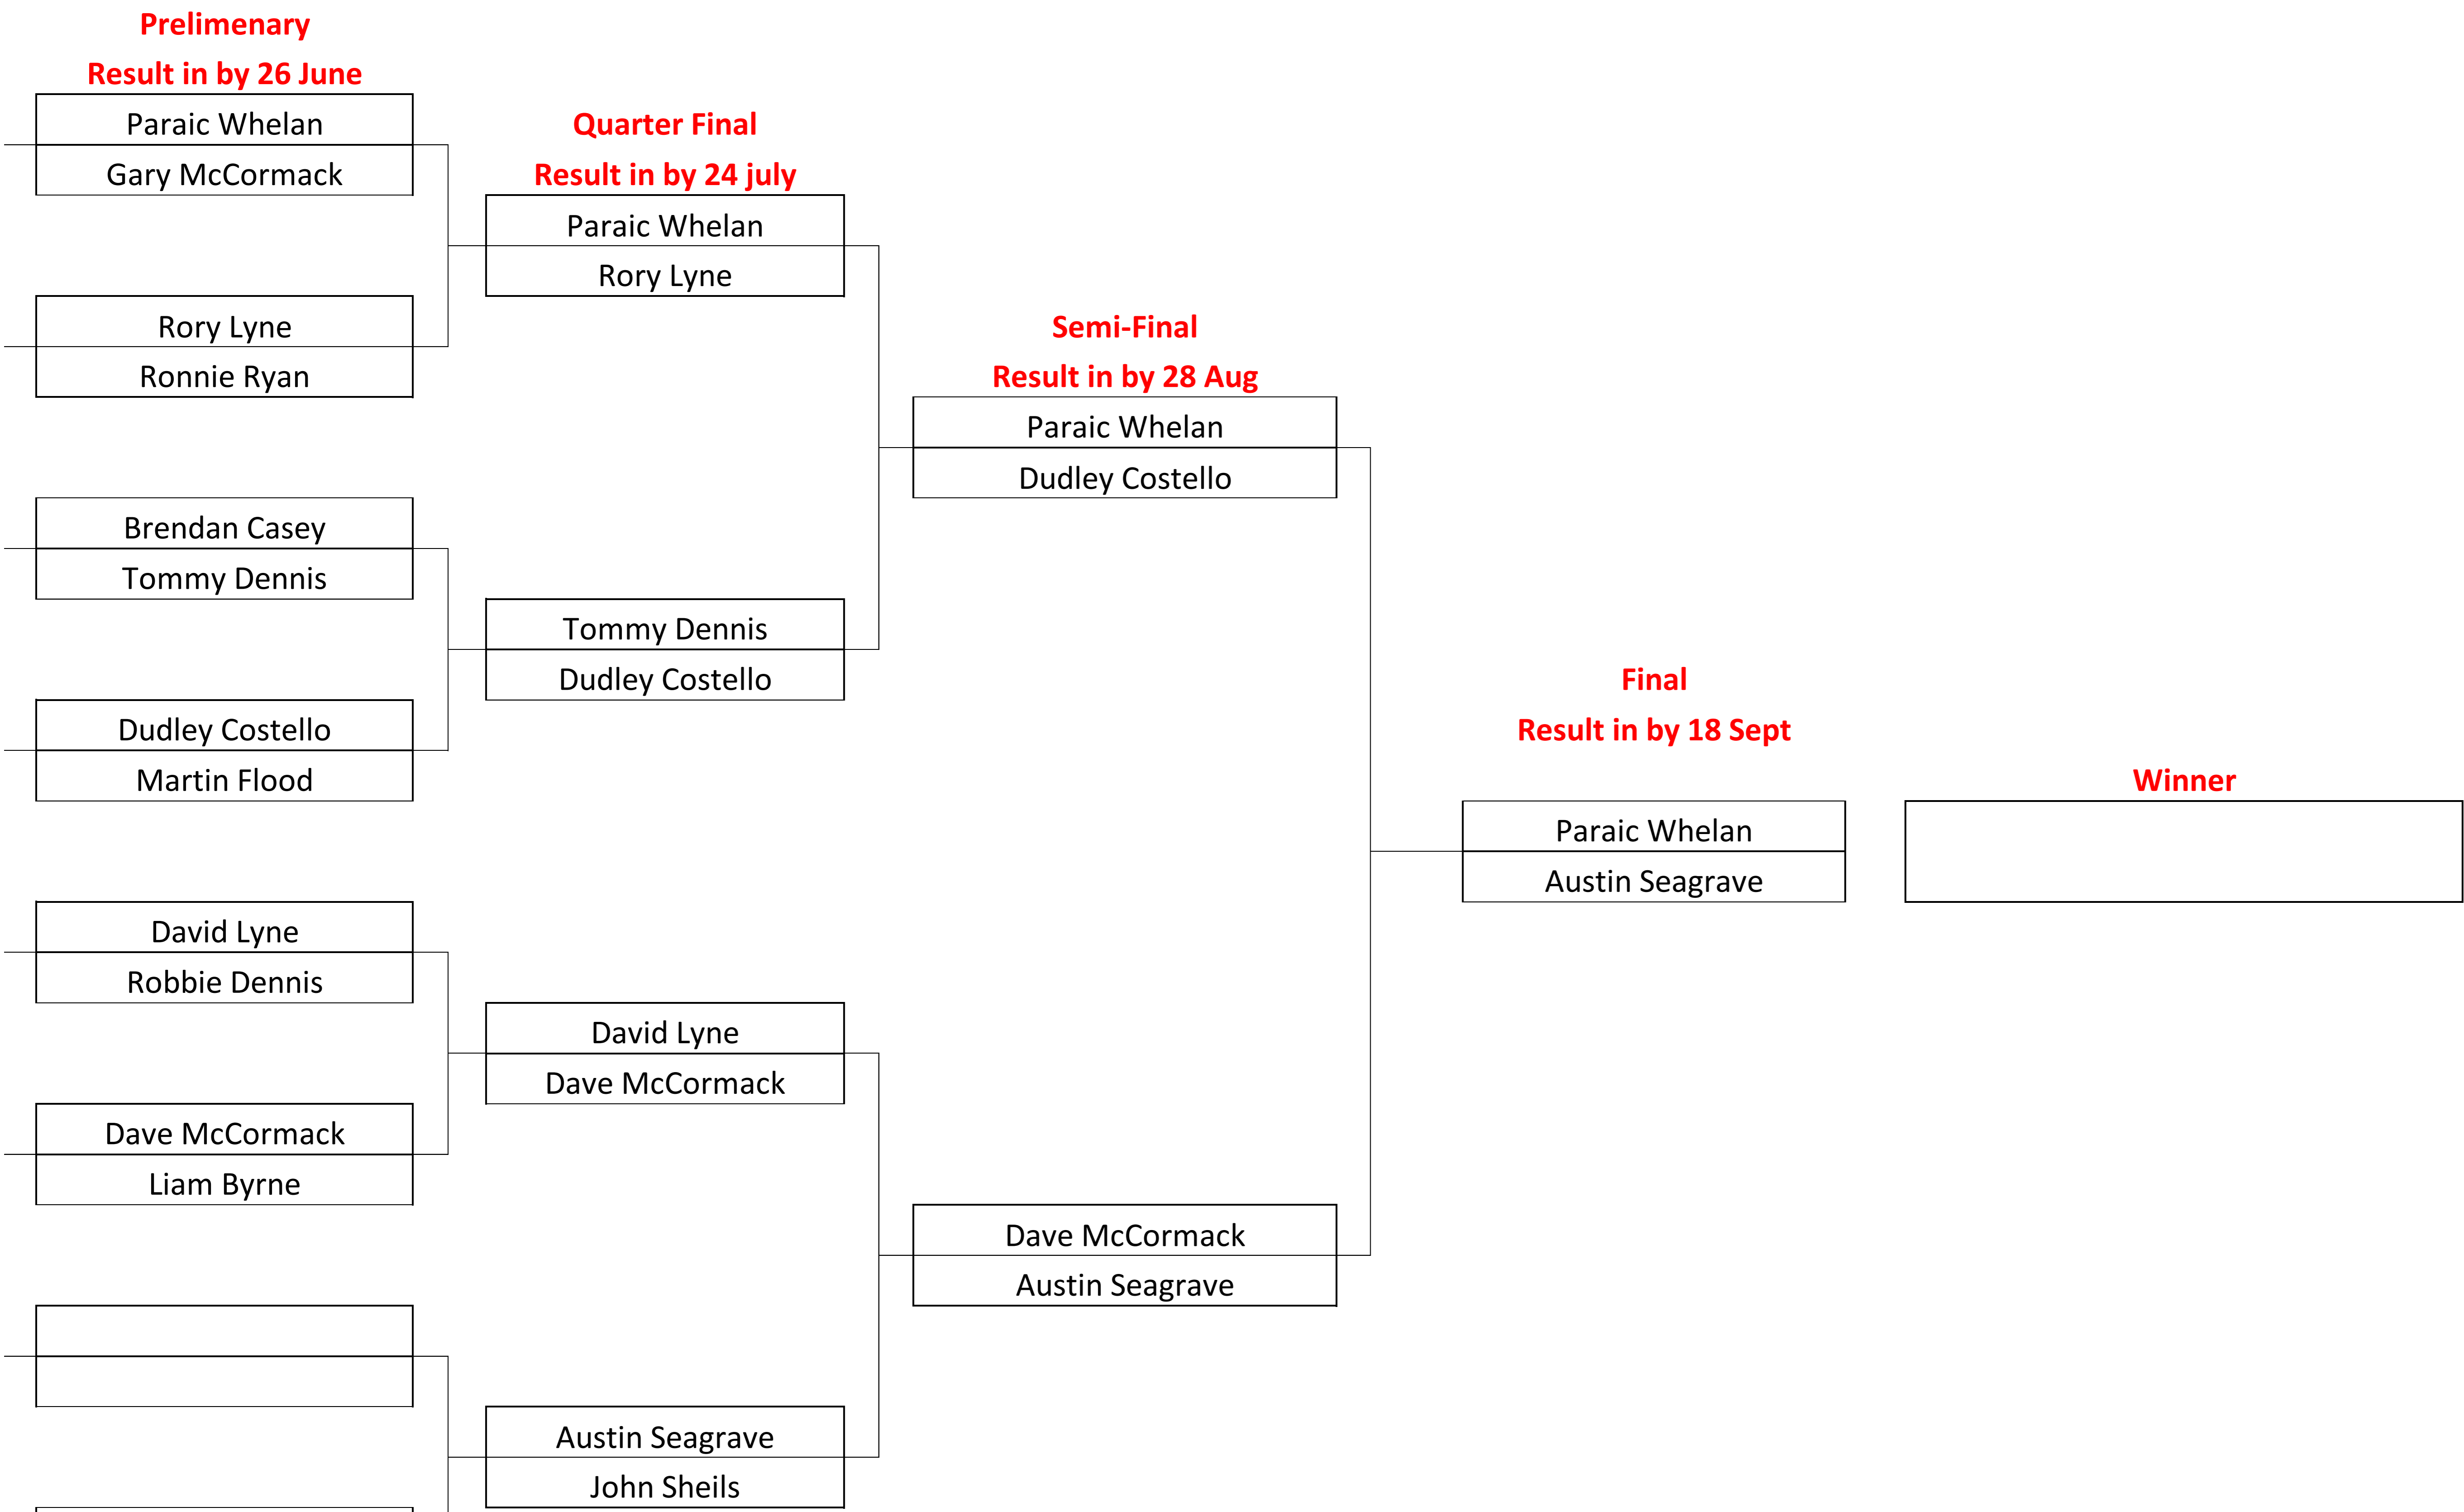 Prelimenary
Result in by 26 June
Paraic Whelan
Gary McCormack
Rory Lyne
Ronnie Ryan
Brendan Casey
Tommy Dennis
Dudley Costello
Martin Flood
David Lyne
Robbie Dennis
Dave McCormack
Liam Byrne
Quarter Final
Result in by 24 july
Paraic Whelan
Rory Lyne
Tommy Dennis
Dudley Costello
David Lyne
Dave McCormack
Austin Seagrave
John Sheils
Semi-Final
Result in by 28 Aug
Paraic Whelan
Dudley Costello
Dave McCormack
Austin Seagrave
Final
Result in by 18 Sept
Paraic Whelan
Austin Seagrave
Winner